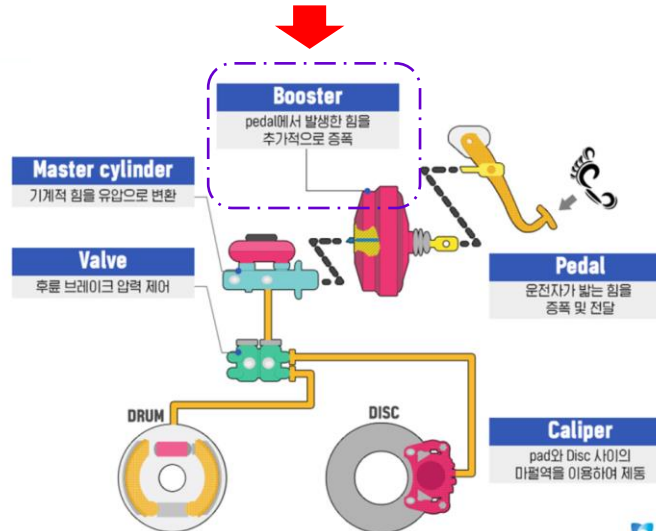 Booster
pedal에서 발생한 힘을
추가적으로 증폭
Master cylinder
기계적 힘을 유압으로 변환
Valve
후륜 브레이크 압력 제어
Pedal
운전자가 밟는 힘을
증폭 및 전달
DRUM
DISC
Caliper
pad와 Disc 사이의
마펄역을 이용하여 제동